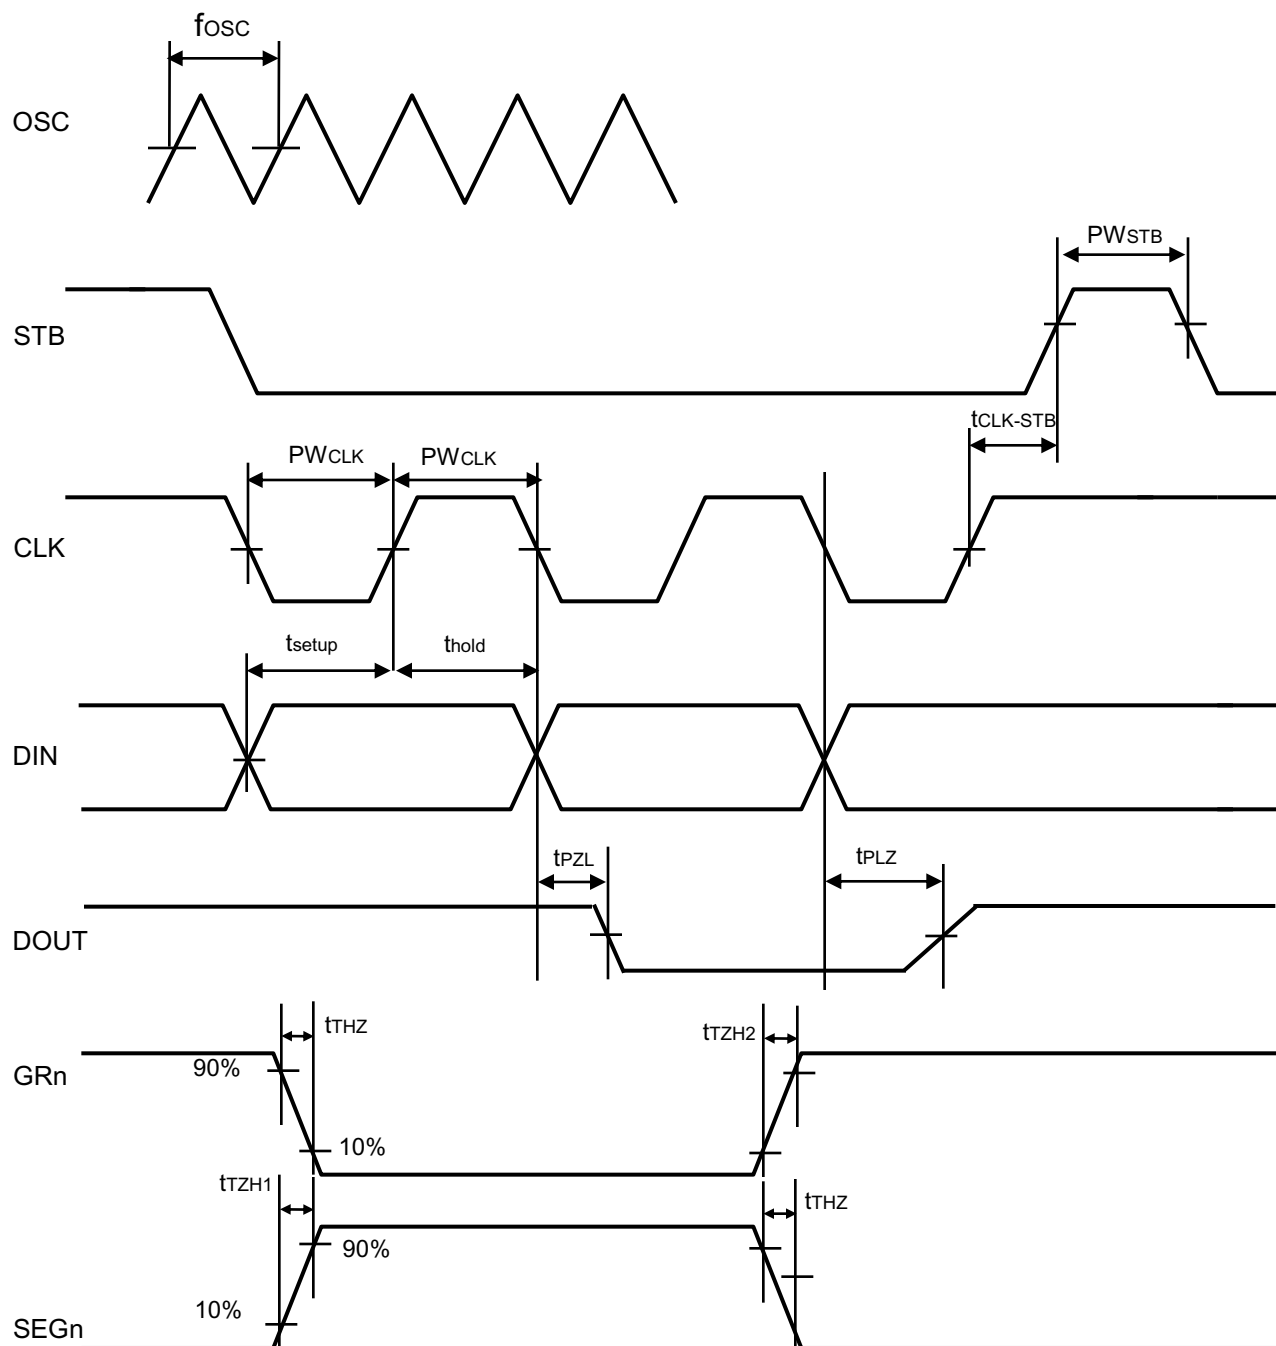 fOSC
OSC
PWSTB
STB
tCLK-STB
PWCLK PWCLK
CLK
tsetup thold
DIN
tPZL tPLZ
DOUT
tTHZ tTZH2
90%
GRn
10%
tTZH1 tTHZ
90%
10%
SEGn